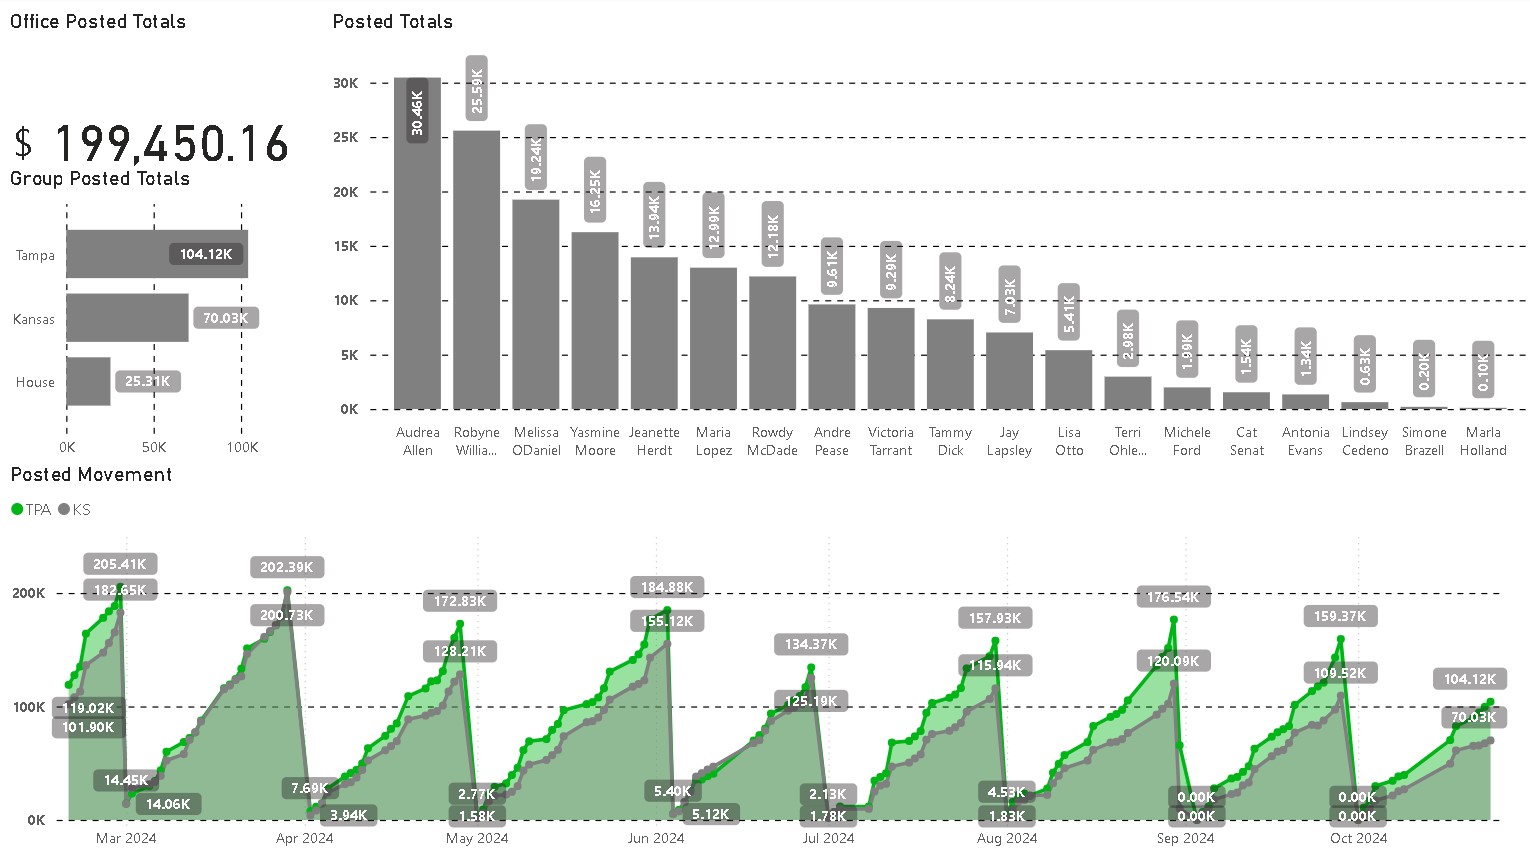 Office Posted Totals
$ 199,450.16
Group Posted Totals
Tampa 104.12K
Kansas 70.03K
House 25.31K
0K 50K 100K
Posted Totals
30K
25K
20K
15K
10K
5K
0K
30.46K 25.59K 19.24K 16.25K 13.94K 12.99K 12.18K 9.61K 9.29K 8.24K 7.03K 5.41K 2.98K 1.99K 1.54K 1.34K 0.63K 0.20K 0.10K
Audrea Robyne Melissa Yasmine Jeanette Maria Rowdy Andre Victoria Tammy Jay Lisa Terri Michele Cat Antonia Lindsey Simone Marla
Allen Willia... ODaniel Moore Herdt Lopez McDade Pease Tarrant Dick Lapsley Otto Ohle... Ford Senat Evans Cedeno Brazell Holland
Posted Movement
TPA KS
200K
100K
0K
205.41K 202.39K 172.83K 184.88K 134.37K 157.93K 176.54K 159.37K 104.12K
182.65K 200.73K 128.21K 155.12K 125.19K 115.94K 120.09K 109.52K 70.03K
119.02K
101.90K
14.45K 7.69K 2.77K 5.40K 2.13K 4.53K 0.00K 0.00K
14.06K 3.94K 1.58K 5.12K 1.78K 1.83K 0.00K 0.00K
Mar 2024 Apr 2024 May 2024 Jun 2024 Jul 2024 Aug 2024 Sep 2024 Oct 2024